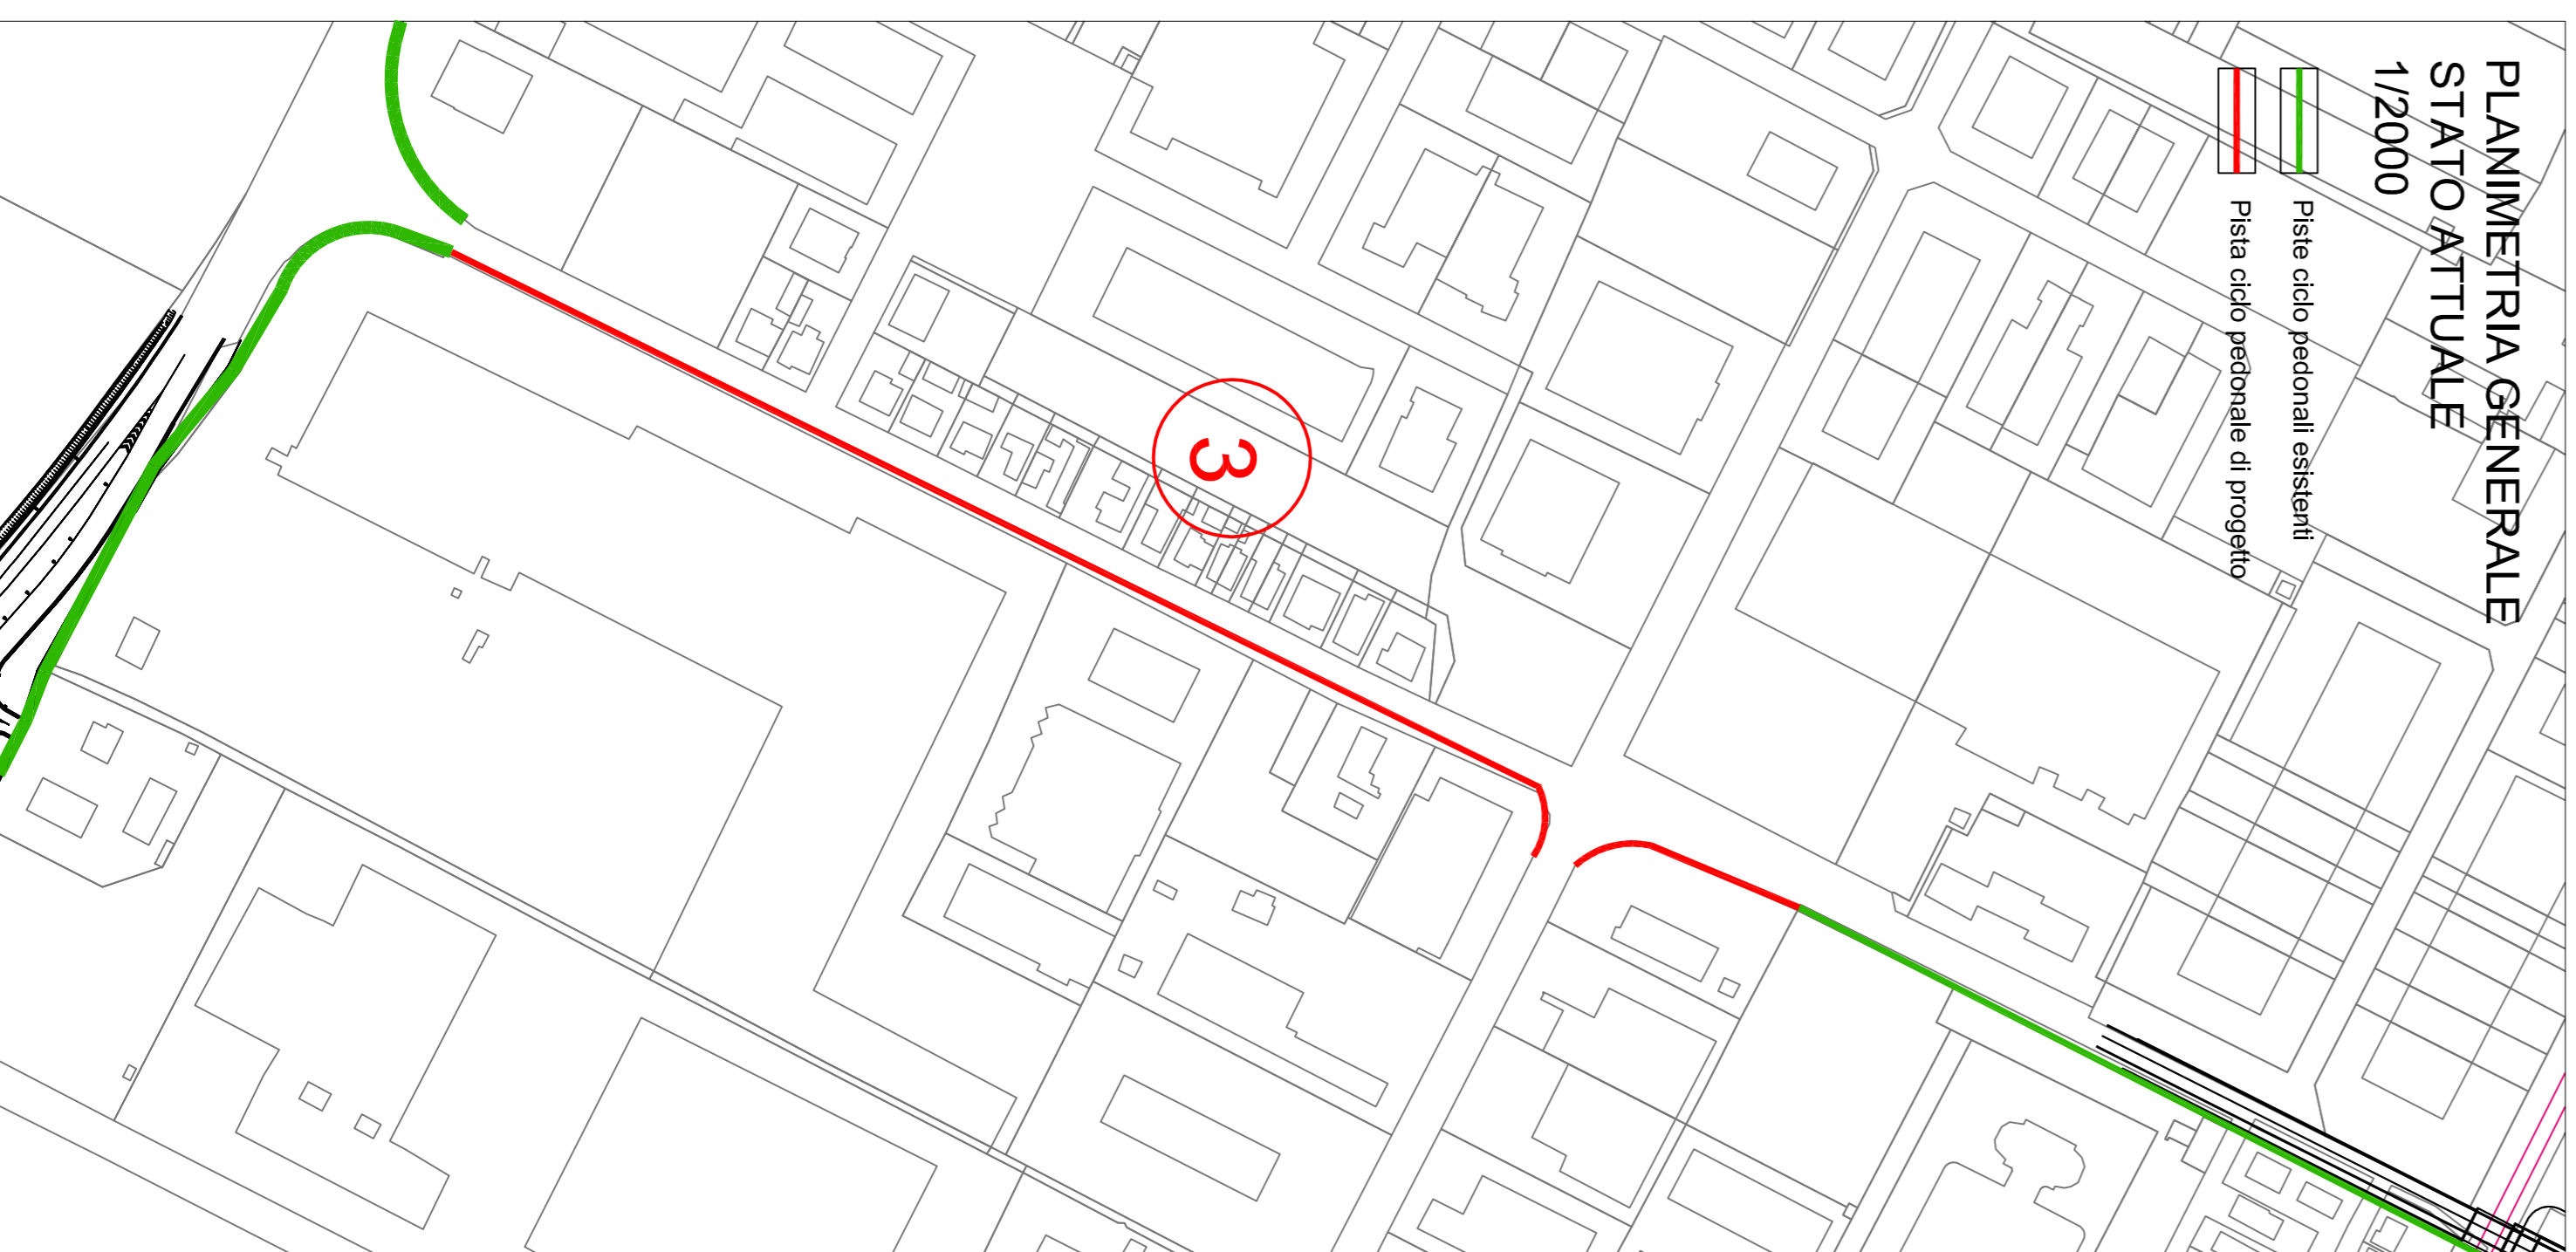 PLANIMETRIA GENERALE
STATO ATTUALE
1/2000
Piste ciclo pedonali esistenti
Pista ciclo pedonale di progetto
3